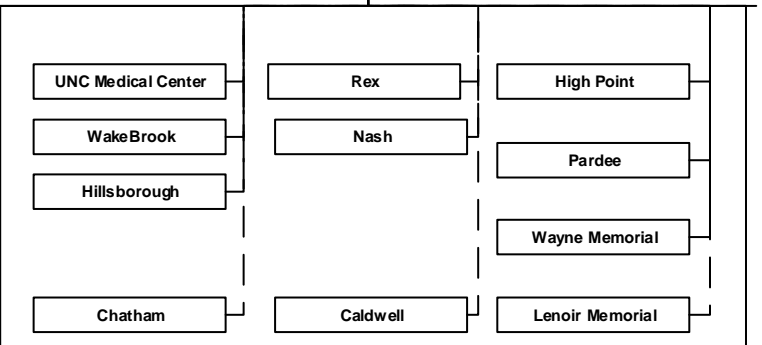 UNC Medical Center
Rex
High Point
WakeBrook
Nash
Pardee
Hillsborough
Wayne Memorial
Chatham
Caldwell
Lenoir Memorial